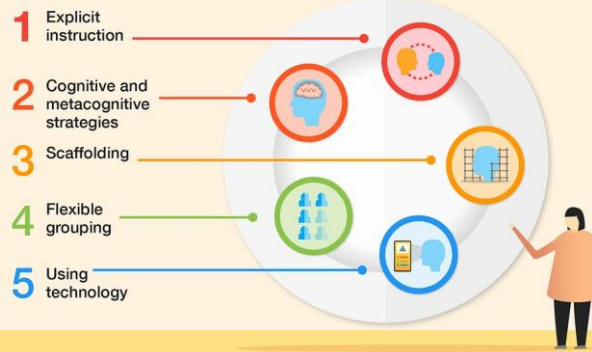 1 Explicit
instruction
2 Cognitive and
metacognitive
strategies
3 Scaffolding
4 Flexible
grouping
5 Using
technology